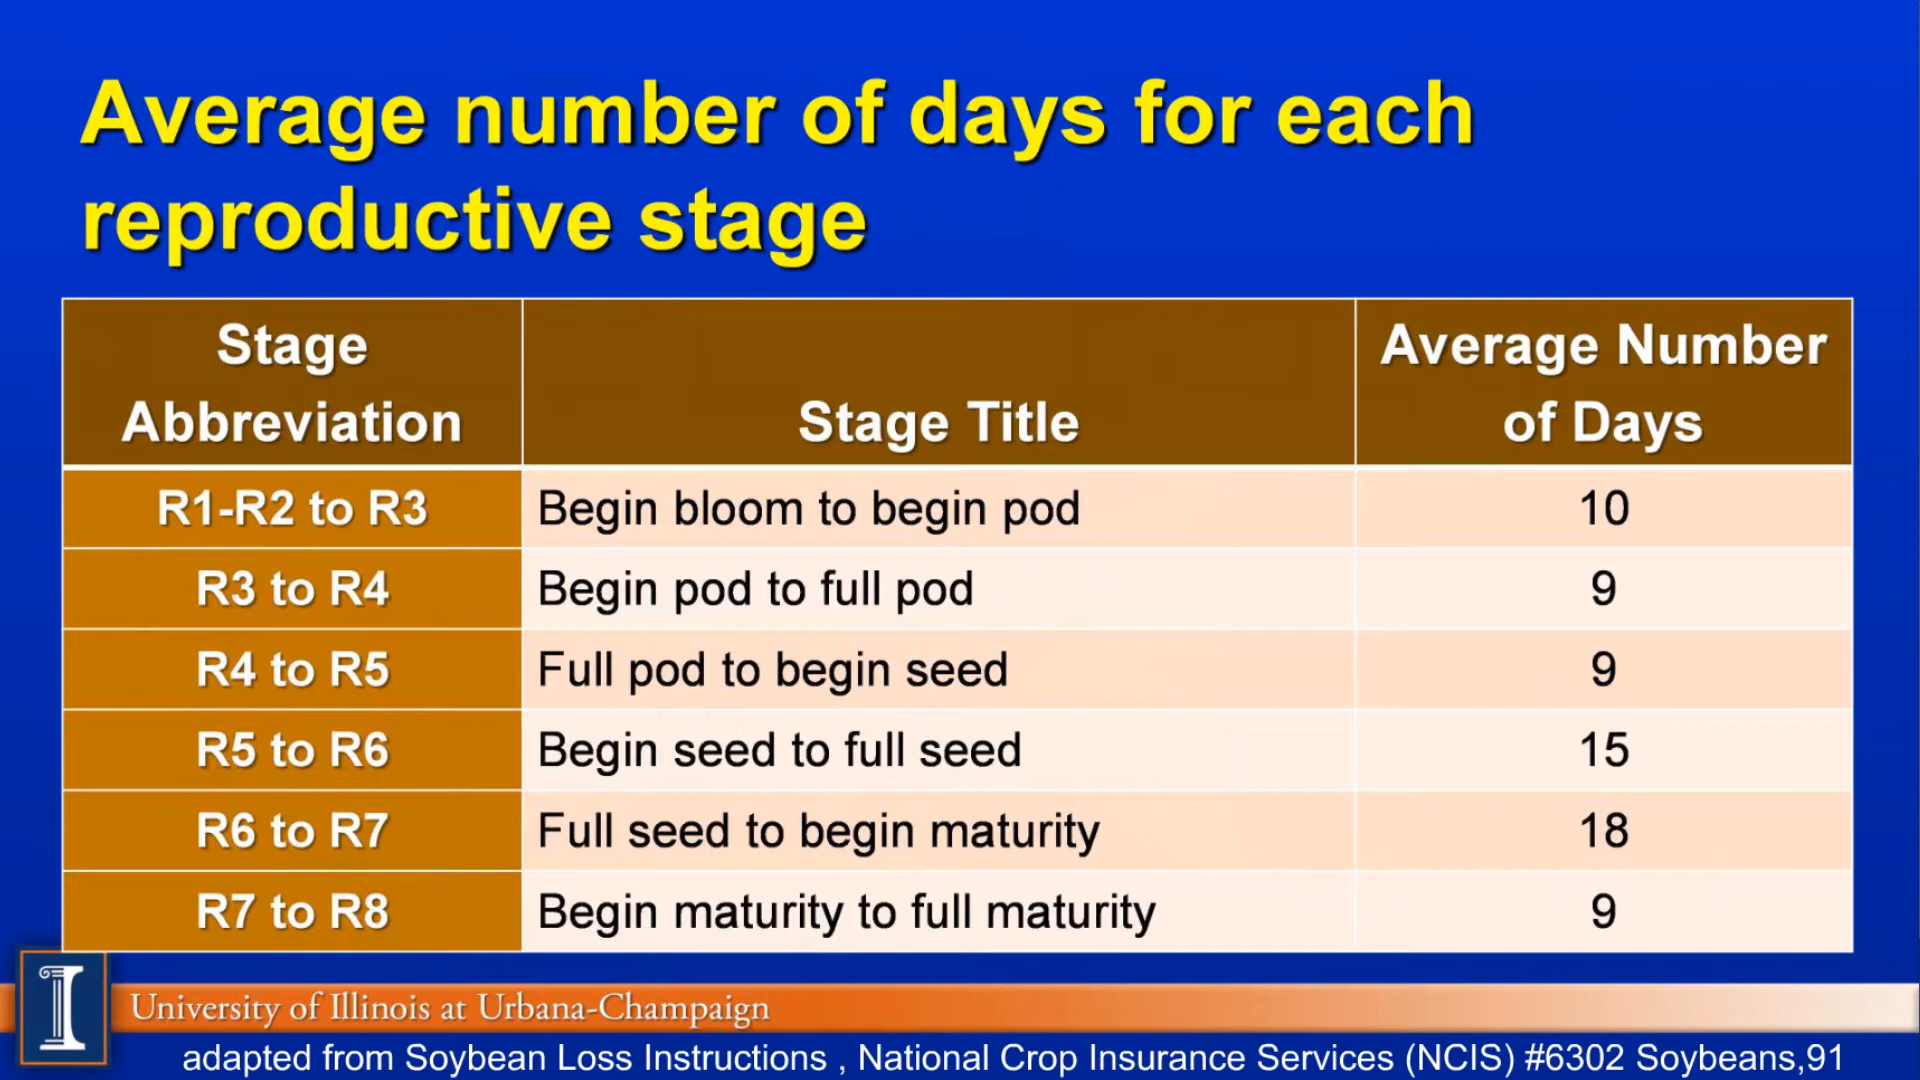 Average number of days for each
reproductive stage
Stage Abbreviation Stage Title Average Number of Days
R1-R2 to R3 Begin bloom to begin pod 10
R3 to R4 Begin pod to full pod 9
R4 to R5 Full pod to begin seed 9
R5 to R6 Begin seed to full seed 15
R6 to R7 Full seed to begin maturity 18
R7 to R8 Begin maturity to full maturity 9
I
University of Illinois at Urbana-Champaign
adapted from Soybean Loss Instructions , National Crop Insurance Services (NCIS) #6302 Soybeans,91